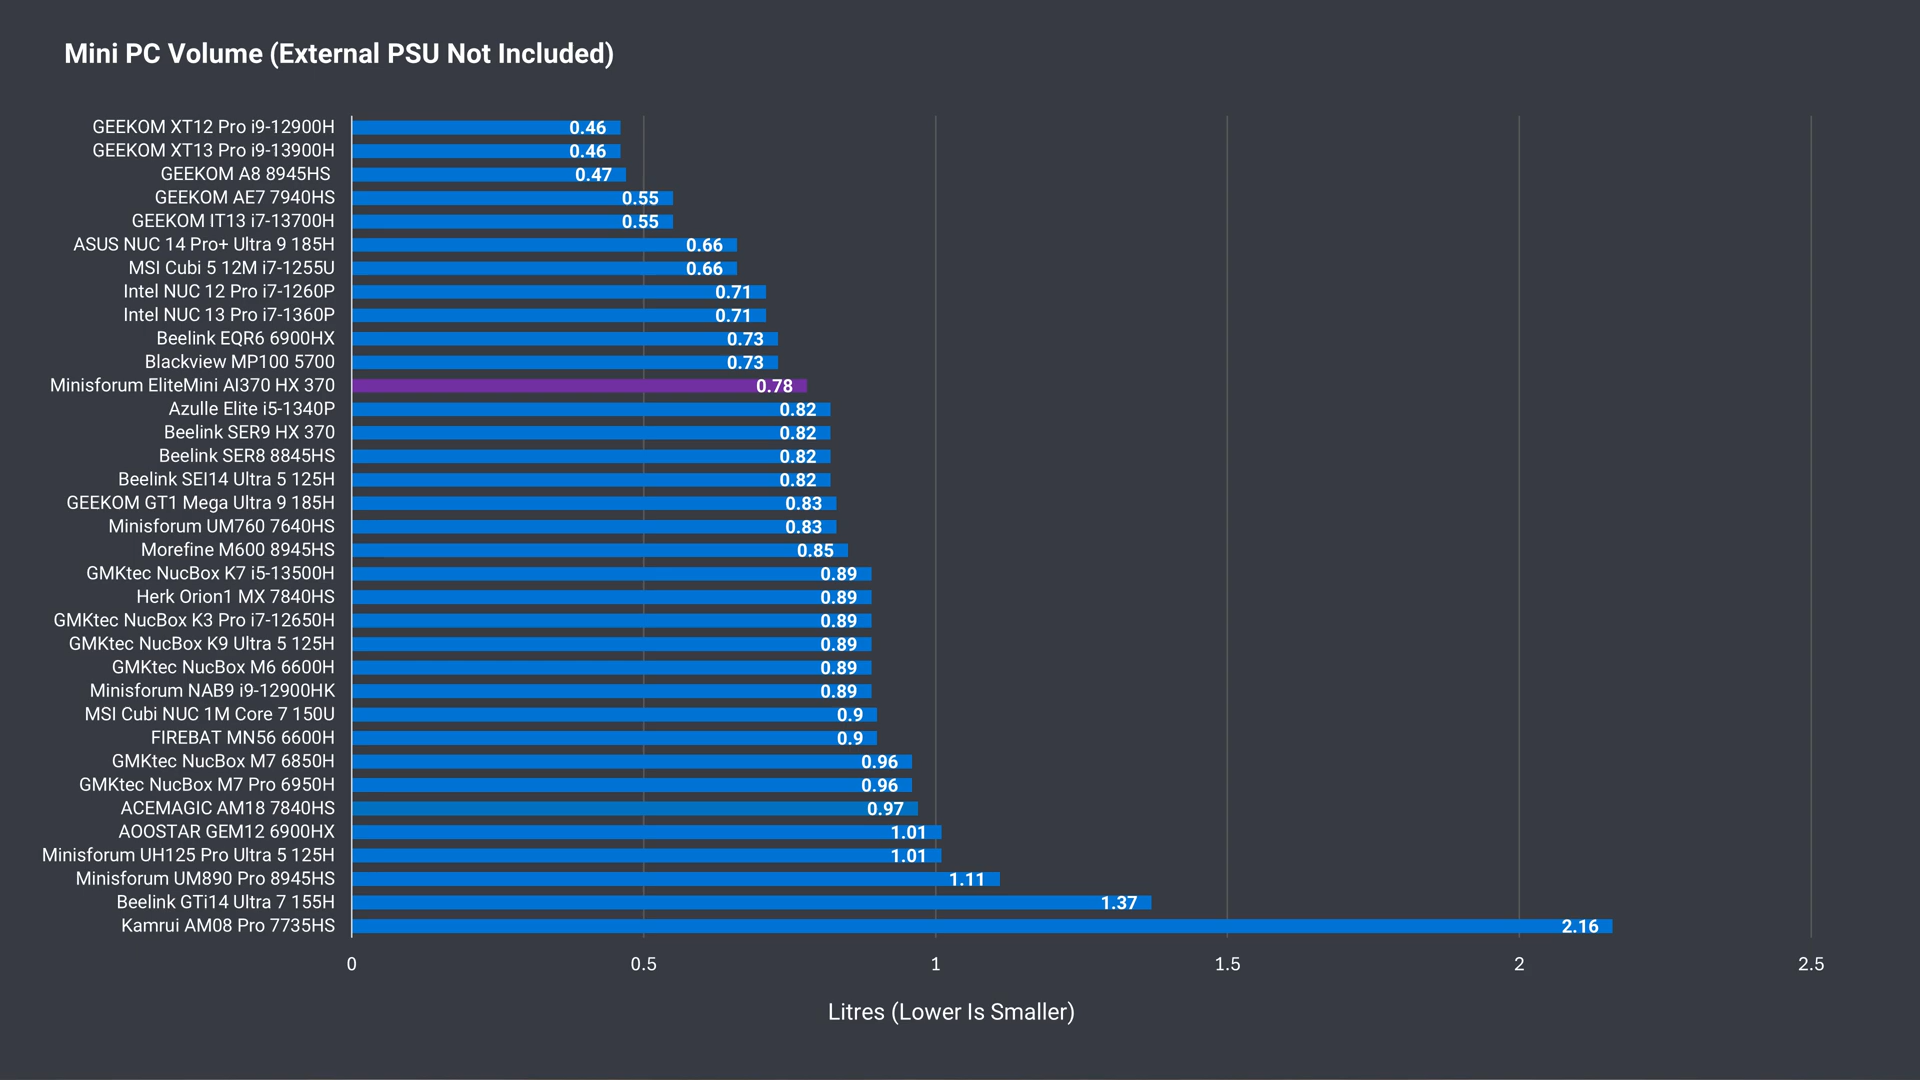 Mini PC Volume (External PSU Not Included)
GEEKOM XT12 Pro i9-12900H 0.46
GEEKOM XT13 Pro i9-13900H 0.46
GEEKOM A8 8945HS 0.47
GEEKOM AE7 7940HS 0.55
GEEKOM IT13 i7-13700H 0.55
ASUS NUC 14 Pro+ Ultra 9 185H 0.66
MSI Cubi 5 12M i7-1255U 0.66
Intel NUC 12 Pro i7-1260P 0.71
Intel NUC 13 Pro i7-1360P 0.71
Beelink EQR6 6900HX 0.73
Blackview MP100 5700 0.73
Minisforum EliteMini AI370 HX 370 0.78
Azulle Elite i5-1340P 0.82
Beelink SER9 HX 370 0.82
Beelink SER8 8845HS 0.82
Beelink SEI14 Ultra 5 125H 0.82
GEEKOM GT1 Mega Ultra 9 185H 0.83
Minisforum UM760 7640HS 0.83
Morefine M600 8945HS 0.85
GMKtec NucBox K7 i5-13500H 0.89
Herk Orion1 MX 7840HS 0.89
GMKtec NucBox K3 Pro i7-12650H 0.89
GMKtec NucBox K9 Ultra 5 125H 0.89
GMKtec NucBox M6 6600H 0.89
Minisforum NAB9 i9-12900HK 0.89
MSI Cubi NUC 1M Core 7 150U 0.9
FIREBAT MN56 6600H 0.9
GMKtec NucBox M7 6850H 0.96
GMKtec NucBox M7 Pro 6950H 0.96
ACEMAGIC AM18 7840HS 0.97
AOOSTAR GEM12 6900HX 1.01
Minisforum UH125 Pro Ultra 5 125H 1.01
Minisforum UM890 Pro 8945HS 1.11
Beelink GTi14 Ultra 7 155H 1.37
Kamrui AM08 Pro 7735HS 2.16
0 0.5 1 1.5 2 2.5
Litres (Lower Is Smaller)